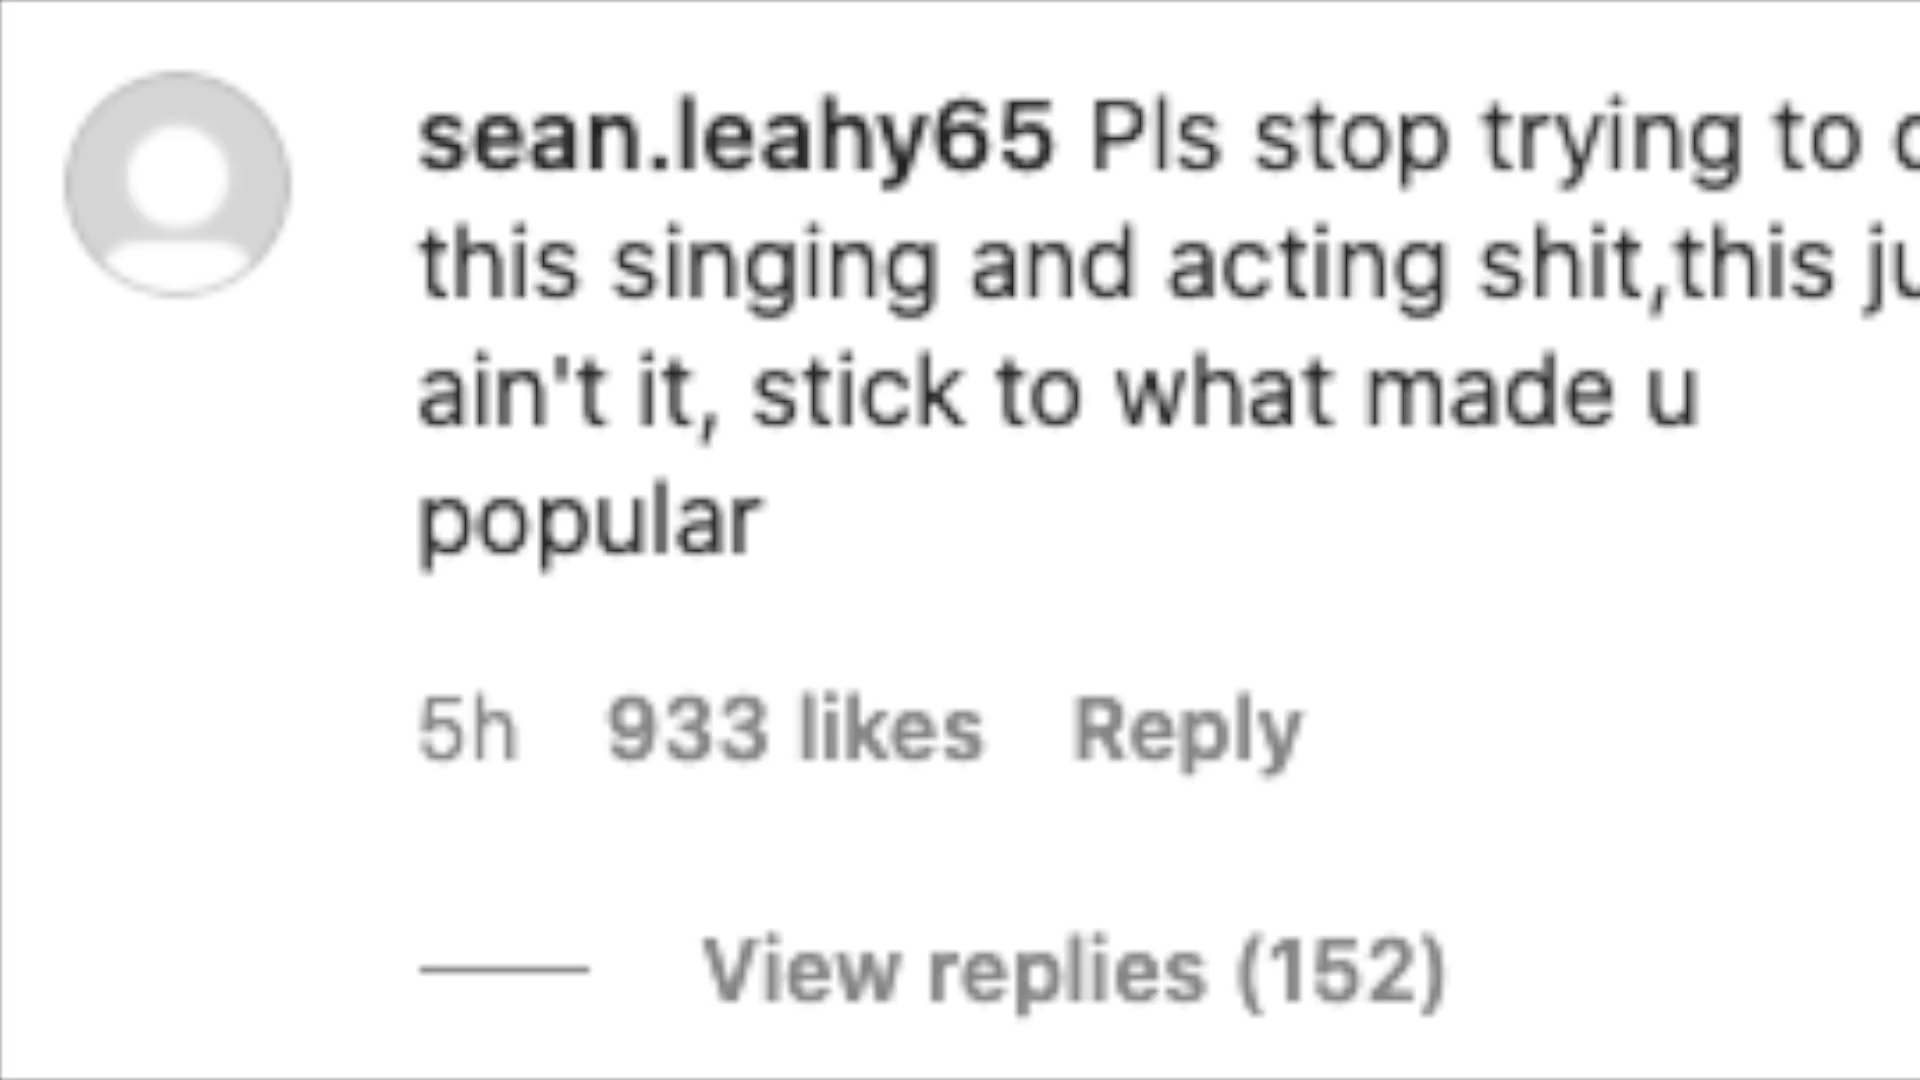 sean.leahy65 Pls stop trying to
this singing and acting shit,this
ain't it, stick to what made u
popular
5h 933 likes Reply
View replies (152)